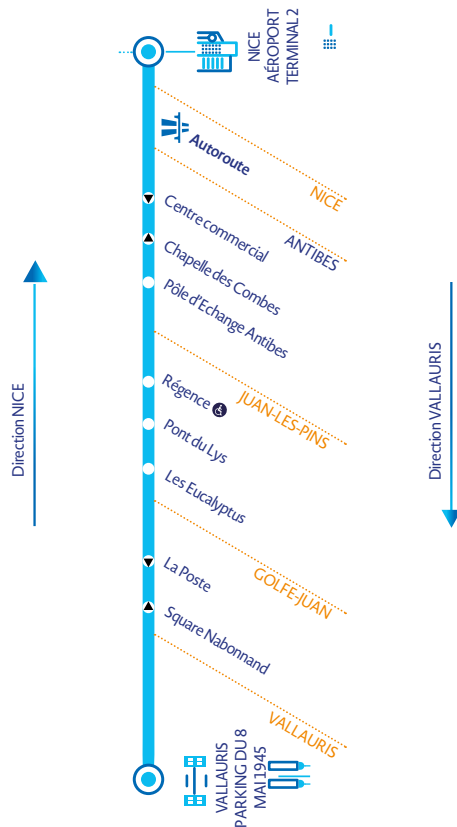 NICE
AÉROPORT
TERMINAL2
Autoroute
NICE
Centre commercial
ANTIBES
Chapelle des Combes
Pôle d'Echange Antibes
Régence
JUAN-LES-PINS
Pont du Lys
Les Eucalyptus
GOLFE-JUAN
La Poste
Square Nabonnand
VALLAURIS
VALLAURIS
PARKING DU 8
MAI 1945
Direction NICE
Direction VALLAURIS